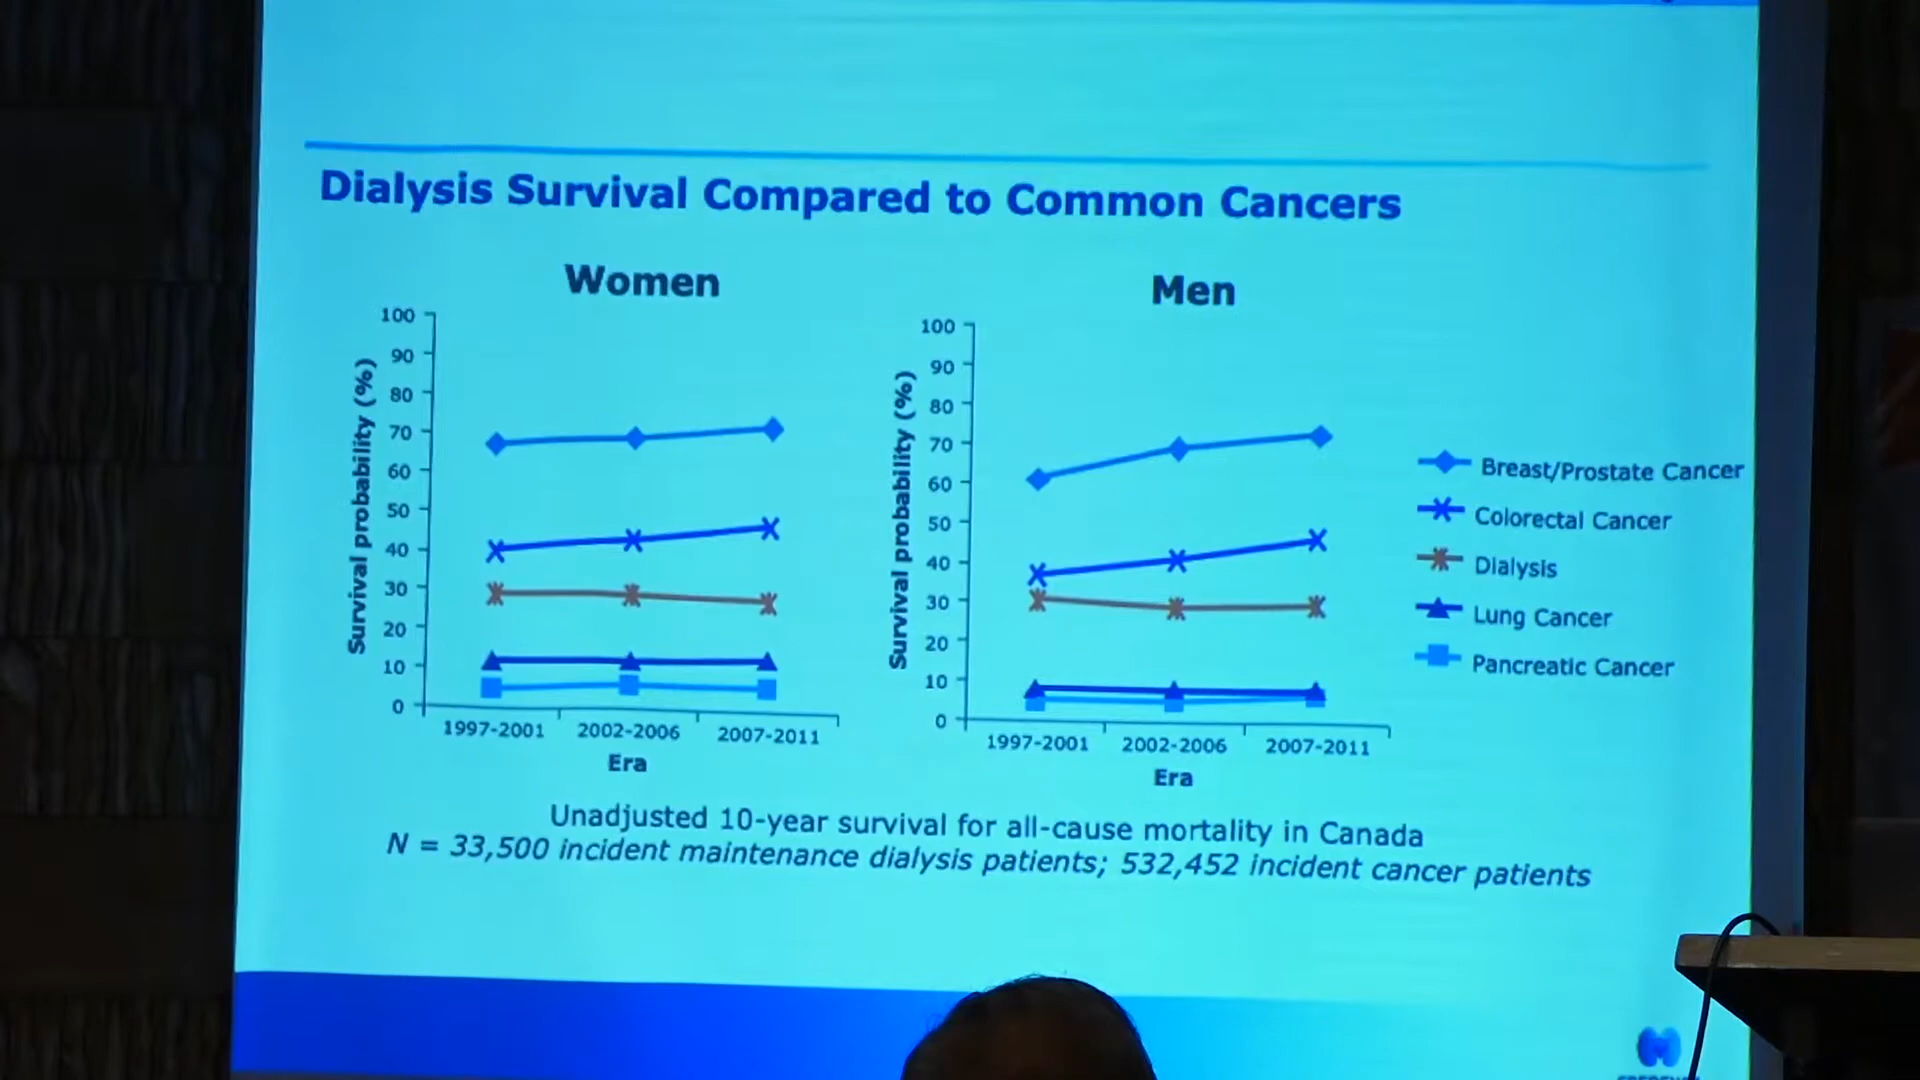 Dialysis Survival Compared to Common Cancers
Women
100
90
80
70
60
50
40
30
20
10
0
Survival probability (%)
1997-2001 2002-2006 2007-2011
Era
Men
100
90
80
70
60
50
40
30
20
10
0
Survival probability (%)
1997-2001 2002-2006 2007-2011
Era
Breast/Prostate Cancer
Colorectal Cancer
Dialysis
Lung Cancer
Pancreatic Cancer
Unadjusted 10-year survival for all-cause mortality in Canada
N = 33,500 incident maintenance dialysis patients; 532,452 incident cancer patients